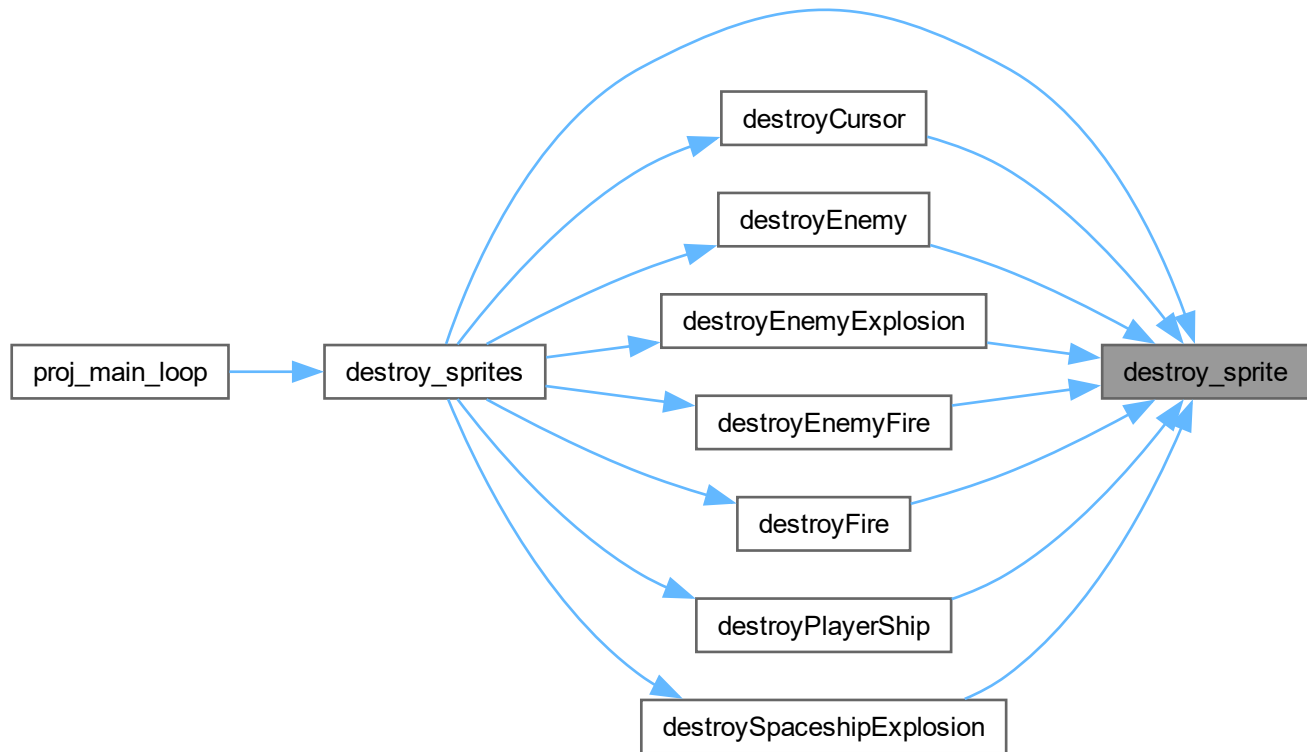 destroyCursor
destroyEnemy
destroyEnemyExplosion
proj_main_loop
destroy_sprites
destroy_sprite
destroyEnemyFire
destroyFire
destroyPlayerShip
destroySpaceshipExplosion